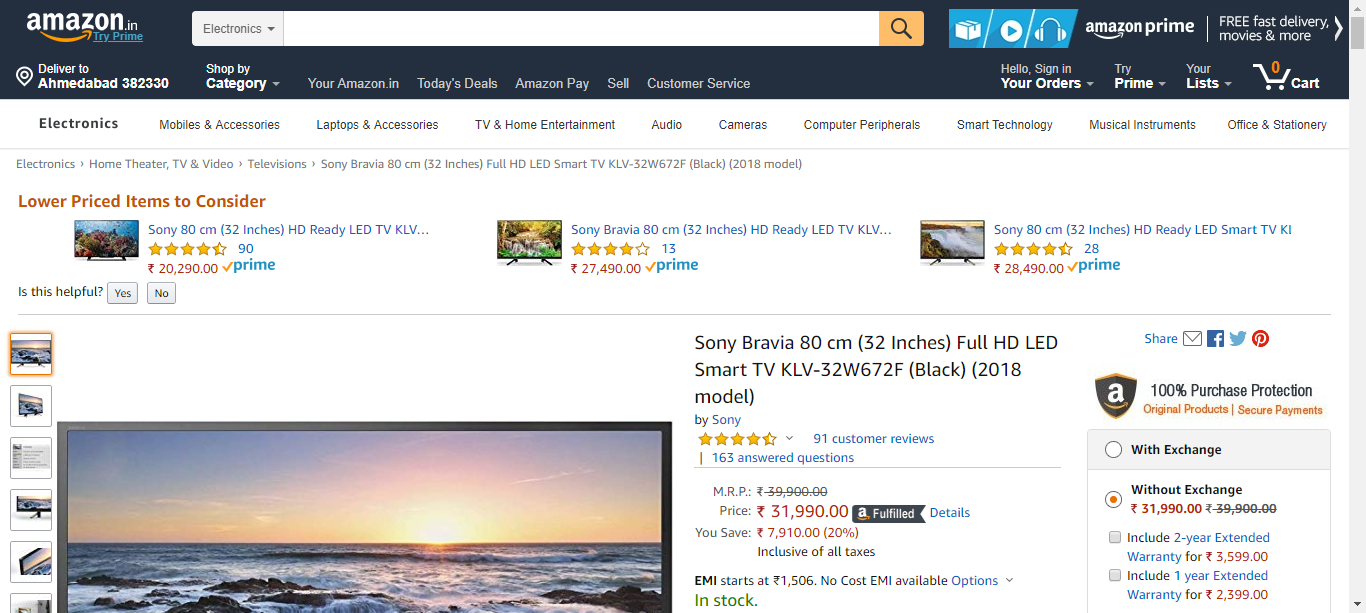 amazon.in
Try Prime
Electronics
amazon prime
FREE fast delivery, movies & more
Deliver to
Ahmedabad 382330
Shop by
Category
Your Amazon.in Today's Deals Amazon Pay Sell Customer Service
Hello, Sign in
Your Orders
Try
Prime
Your
Lists
0
Cart
Electronics Mobiles & Accessories Laptops & Accessories TV & Home Entertainment Audio Cameras Computer Peripherals Smart Technology Musical Instruments Office & Stationery
Electronics › Home Theater, TV & Video › Televisions › Sony Bravia 80 cm (32 Inches) Full HD LED Smart TV KLV-32W672F (Black) (2018 model)
Lower Priced Items to Consider
Sony 80 cm (32 Inches) HD Ready LED TV KLV…
90
₹ 20,290.00 prime
Sony Bravia 80 cm (32 Inches) HD Ready LED TV KLV…
13
₹ 27,490.00 prime
Sony 80 cm (32 Inches) HD Ready LED Smart TV Kl
28
₹ 28,490.00 prime
Is this helpful? Yes No
Sony Bravia 80 cm (32 Inches) Full HD LED
Smart TV KLV-32W672F (Black) (2018
model)
by Sony
91 customer reviews
| 163 answered questions
M.R.P.: ₹ 39,900.00
Price: ₹ 31,990.00 a Fulfilled Details
You Save: ₹ 7,910.00 (20%)
Inclusive of all taxes
EMI starts at ₹1,506. No Cost EMI available Options
In stock.
Share
a
100% Purchase Protection
Original Products | Secure Payments
With Exchange
Without Exchange
₹ 31,990.00 ₹ 39,900.00
Include 2-year Extended
Warranty for ₹ 3,599.00
Include 1 year Extended
Warranty for ₹ 2,399.00